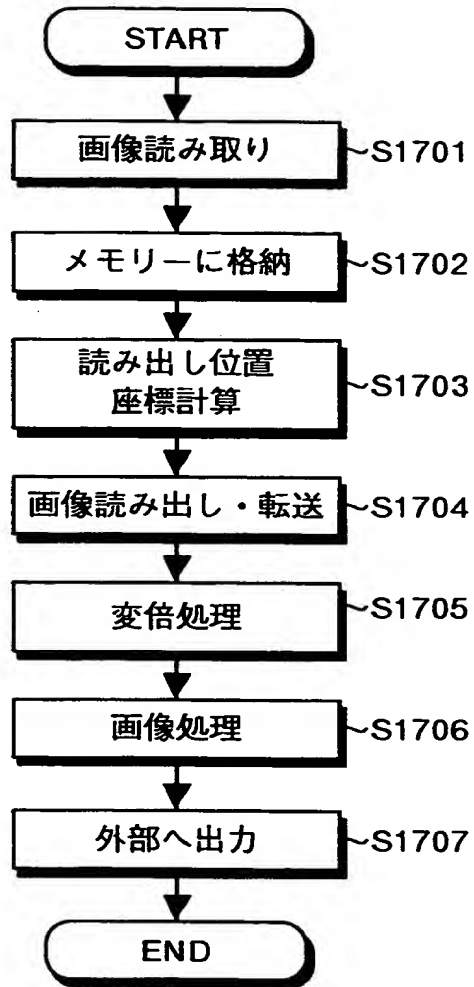 START
画像読み取り ~S1701
メモリーに格納 ~S1702
読み出し位置
座標計算 ~S1703
画像読み出し・転送 ~S1704
変倍処理 ~S1705
画像処理 ~S1706
外部へ出力 ~S1707
END